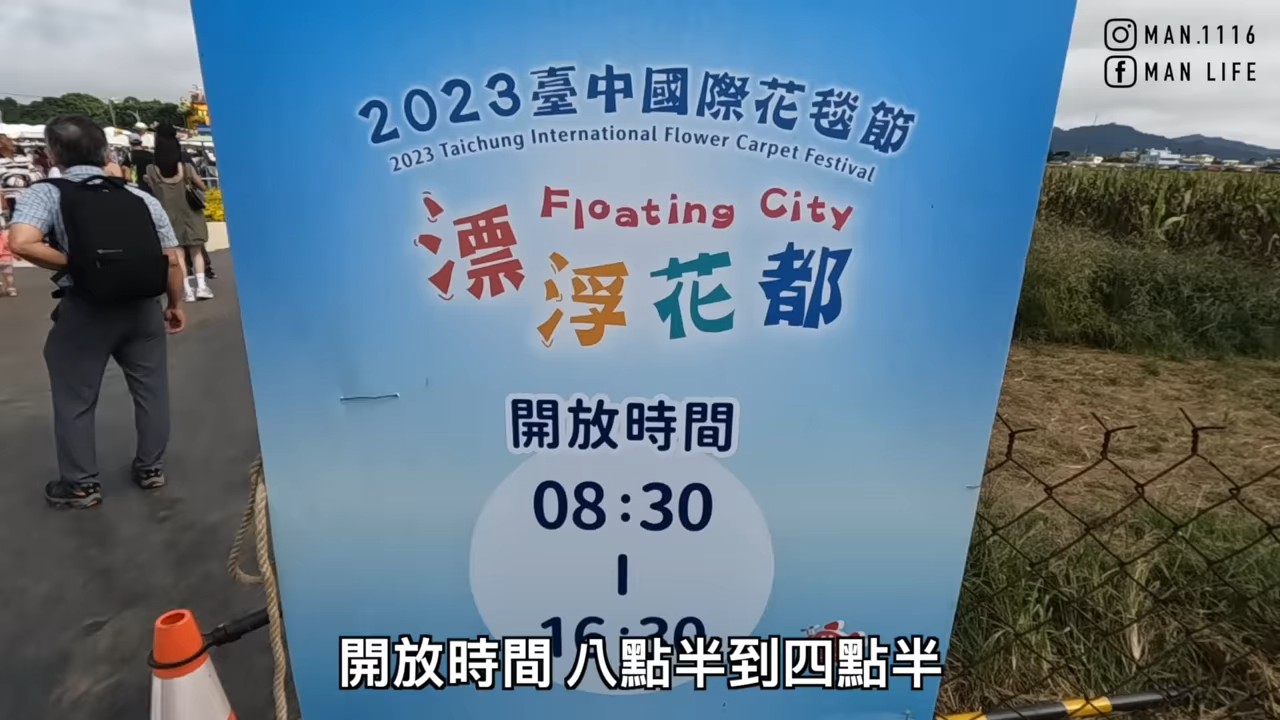 MAN.1116
MAN LIFE
2023臺中國際花毯節
2023 Taichung International Flower Carpet Festival
Floating City
漂浮花都
開放時間
08:30
|
16:30
開放時間 八點半到四點半